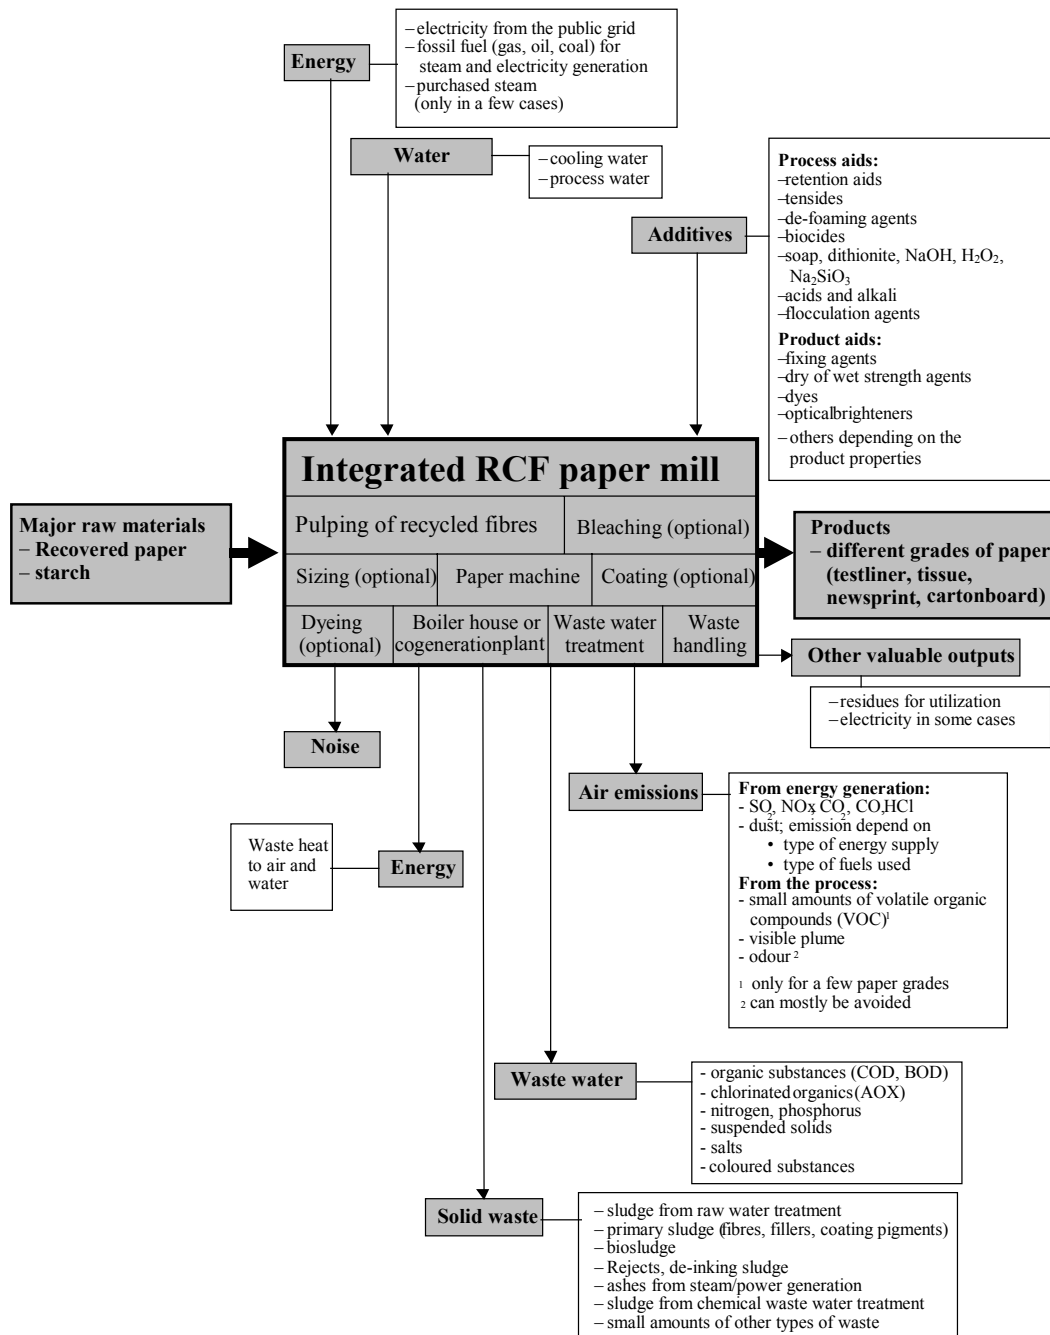 Energy
– electricity from the public grid
– fossil fuel (gas, oil, coal) for
steam and electricity generation
– purchased steam
(only in a few cases)
Water
– cooling water
– process water
Additives
Process aids:
– retention aids
– tensides
– de-foaming agents
– biocides
– soap, dithionite, NaOH, H2O2,
Na2SiO3
– acids and alkali
– flocculation agents
Product aids:
– fixing agents
– dry of wet strength agents
– dyes
– opticalbrighteners
– others depending on the
product properties
Major raw materials
– Recovered paper
– starch
Integrated RCF paper mill
Pulping of recycled fibres
Bleaching (optional)
Sizing (optional)
Paper machine
Coating (optional)
Dyeing
(optional)
Boiler house or
cogenerationplant
Waste water
treatment
Waste
handling
Products
– different grades of paper
(testliner, tissue,
newsprint, cartonboard)
Other valuable outputs
– residues for utilization
– electricity in some cases
Noise
Air emissions
From energy generation:
- SO2, NOx, CO2, CO, HCl
- dust; emission depend on
• type of energy supply
• type of fuels used
From the process:
- small amounts of volatile organic
compounds (VOC)1
- visible plume
- odour 2
1 only for a few paper grades
2 can mostly be avoided
Waste heat
to air and
water
Energy
Waste water
- organic substances (COD, BOD)
- chlorinated organics (AOX)
- nitrogen, phosphorus
- suspended solids
- salts
- coloured substances
Solid waste
– sludge from raw water treatment
– primary sludge (fibres, fillers, coating pigments)
– biosludge
– Rejects, de-inking sludge
– ashes from steam/power generation
– sludge from chemical waste water treatment
– small amounts of other types of waste